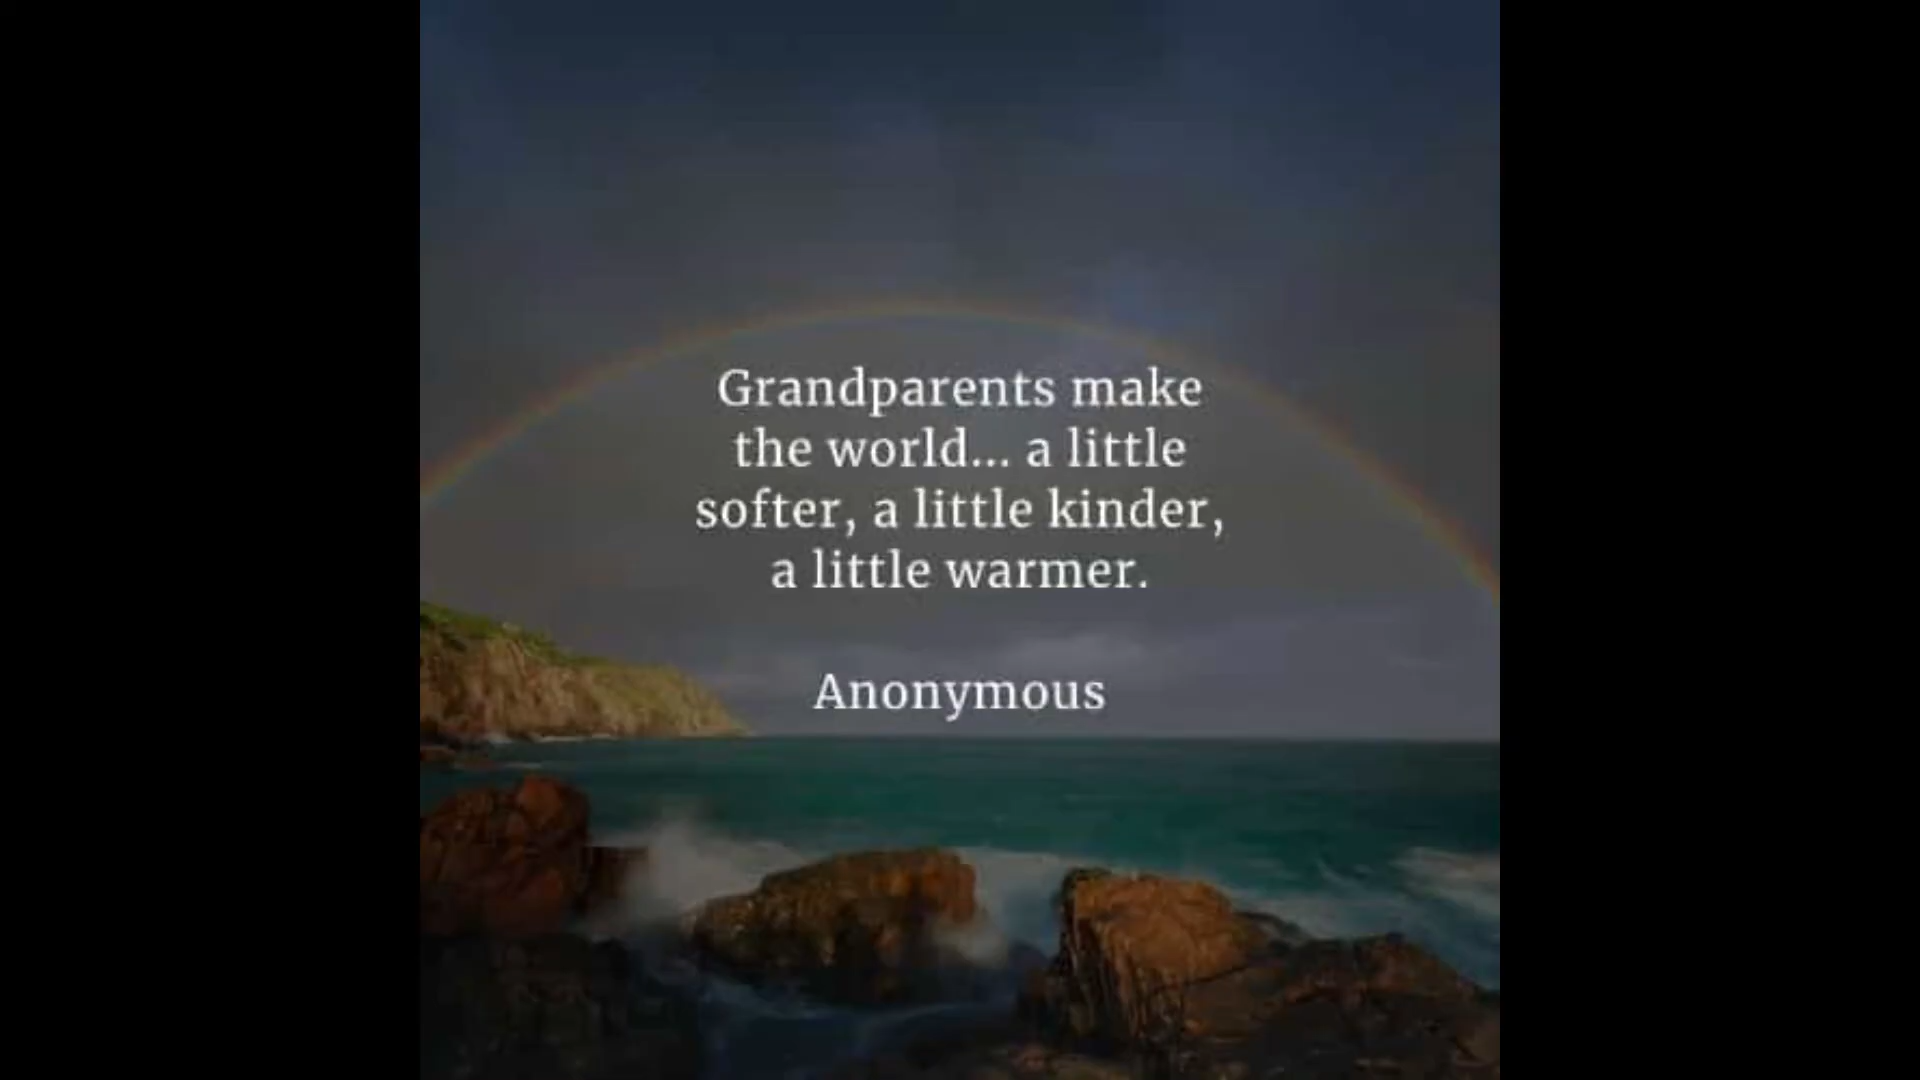 Grandparents make
the world... a little
softer, a little kinder,
a little warmer.
Anonymous